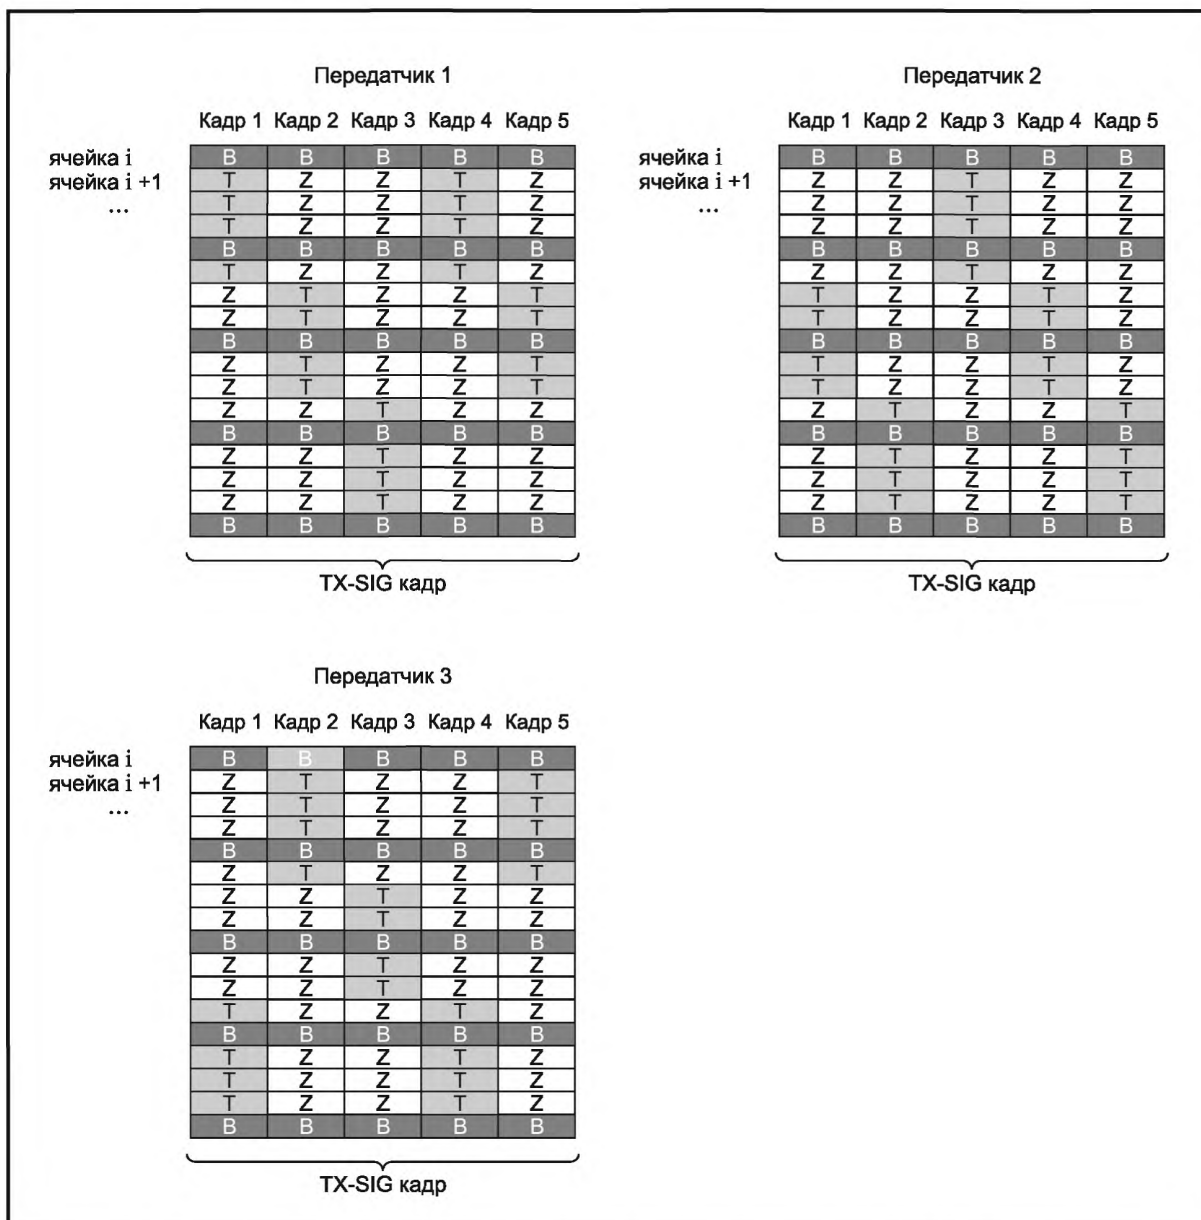 Передатчик 1
Кадр 1 Кадр 2 Кадр 3 Кадр 4 Кадр 5
ячейка i B B B B B
ячейка i +1 T Z Z T Z
... T Z Z T Z
T Z Z T Z
B B B B B
T Z Z T Z
Z T Z Z T
Z T Z Z T
B B B B B
Z T Z Z T
Z T Z Z T
Z Z T Z Z
B B B B B
Z Z T Z Z
Z Z T Z Z
Z Z T Z Z
B B B B B
TX-SIG кадр
Передатчик 2
Кадр 1 Кадр 2 Кадр 3 Кадр 4 Кадр 5
ячейка i B B B B B
ячейка i +1 Z Z T Z Z
... Z Z T Z Z
Z Z T Z Z
B B B B B
Z Z T Z Z
T Z Z T Z
T Z Z T Z
B B B B B
T Z Z T Z
T Z Z T Z
Z T Z Z T
B B B B B
Z T Z Z T
Z T Z Z T
Z T Z Z T
B B B B B
TX-SIG кадр
Передатчик 3
Кадр 1 Кадр 2 Кадр 3 Кадр 4 Кадр 5
ячейка i B B B B B
ячейка i +1 Z T Z Z T
... Z T Z Z T
Z T Z Z T
B B B B B
Z T Z Z T
Z Z T Z Z
Z Z T Z Z
B B B B B
Z Z T Z Z
Z Z T Z Z
T Z Z T Z
B B B B B
T Z Z T Z
T Z Z T Z
T Z Z T Z
B B B B B
TX-SIG кадр